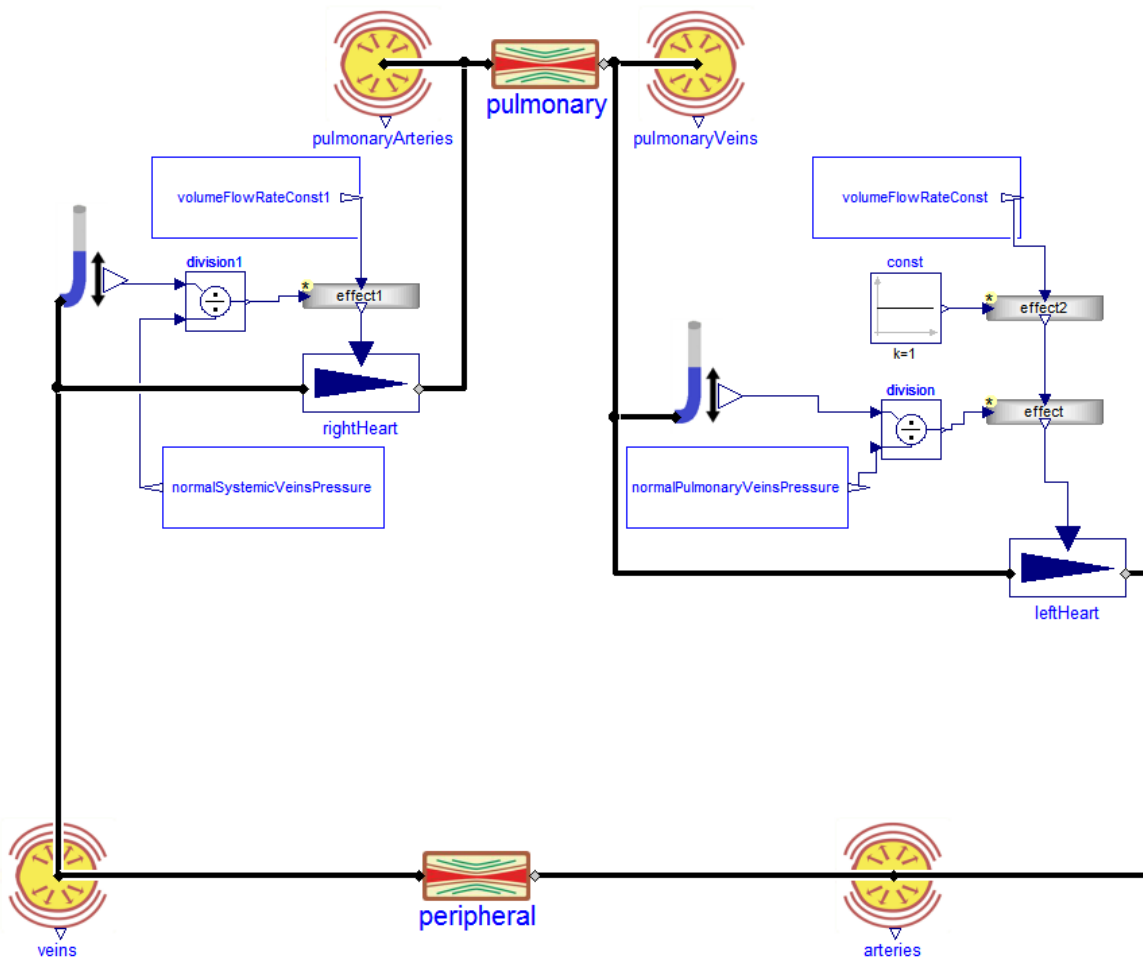 pulmonary
pulmonaryArteries
pulmonaryVeins
volumeFlowRateConst1
volumeFlowRateConst
division1
const
*
effect1
*
effect2
k=1
rightHeart
division
*
effect
normalSystemicVeinsPressure
normalPulmonaryVeinsPressure
leftHeart
peripheral
veins
arteries